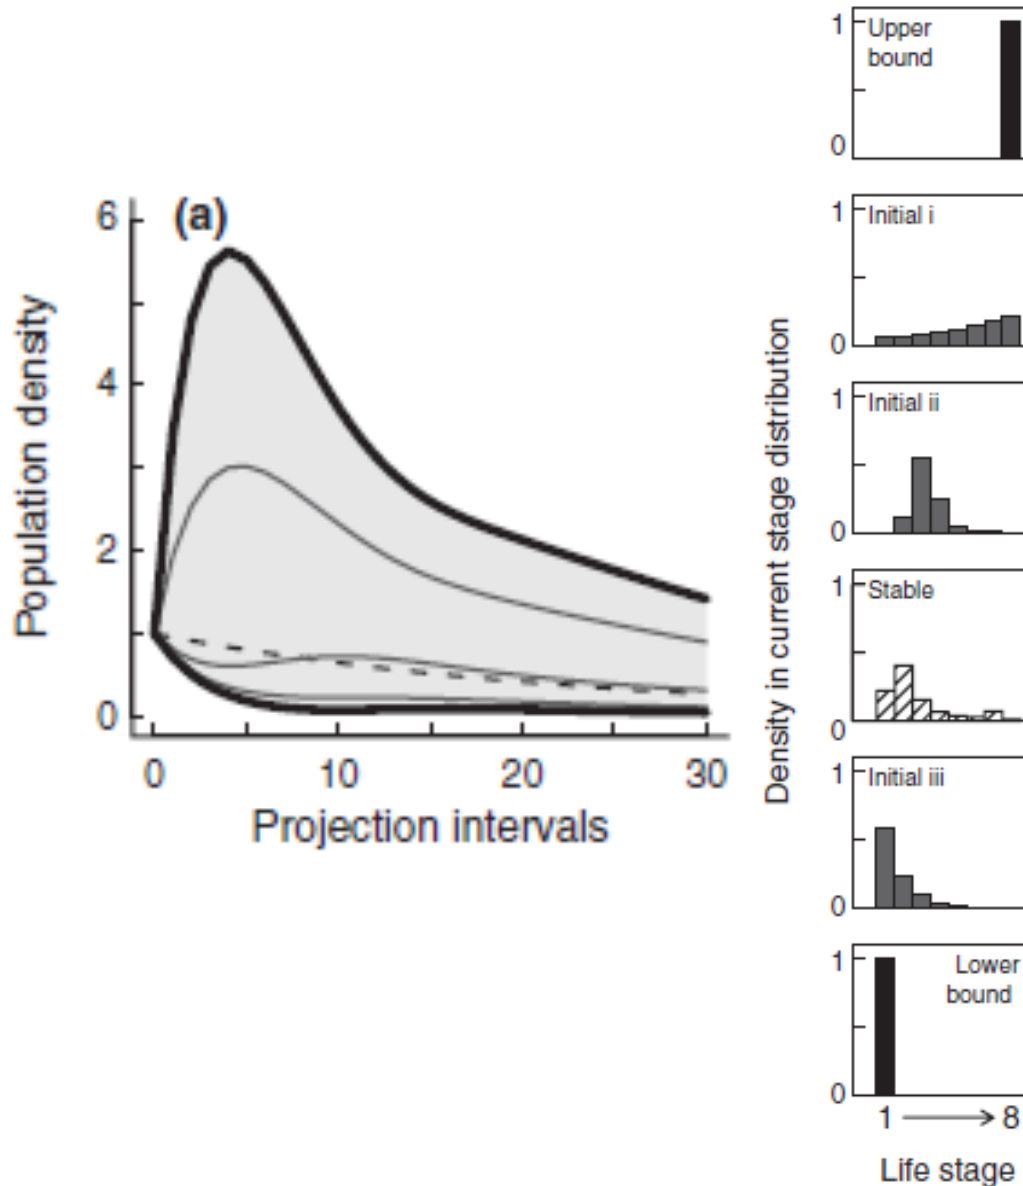 (a)
6
4
2
0
Population density
0
10
20
30
Projection intervals
Density in current stage distribution
1
Upper
bound
0
1
Initial i
0
1
Initial ii
0
1
Stable
0
1
Initial iii
0
1
Lower
bound
0
1 → 8
Life stage